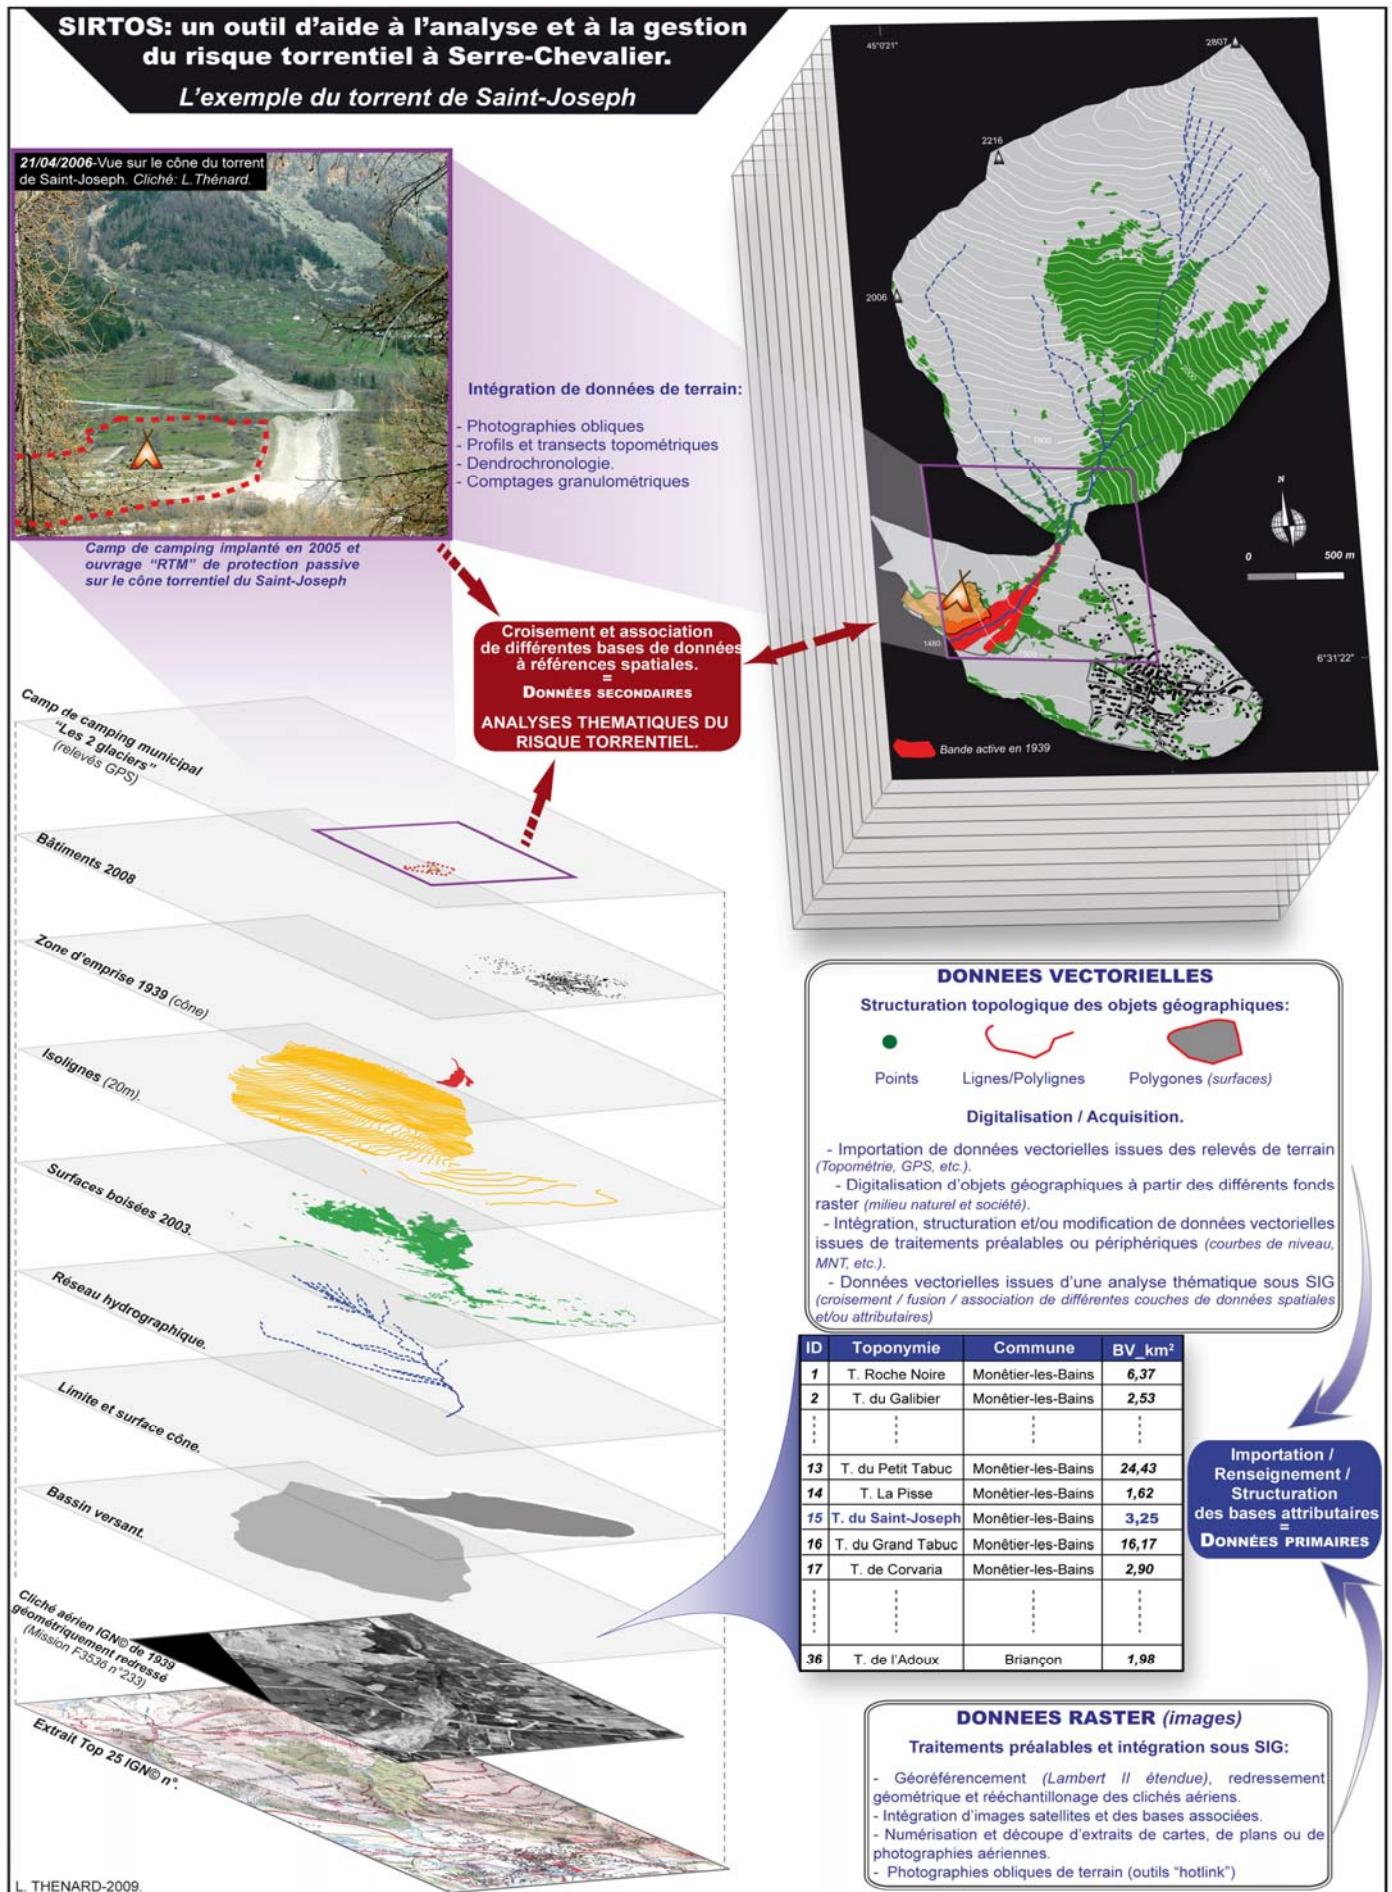 SIRTOS: un outil d'aide à l'analyse et à la gestion
du risque torrentiel à Serre-Chevalier.
L'exemple du torrent de Saint-Joseph
21/04/2006-Vue sur le cône du torrent
de Saint-Joseph. Cliché: L.Thénard.
Camp de camping implanté en 2005 et
ouvrage "RTM" de protection passive
sur le cône torrentiel du Saint-Joseph
Intégration de données de terrain:
- Photographies obliques
- Profils et transects topométriques
- Dendrochronologie.
- Comptages granulométriques
45°0'21"
2807
2216
2006
2000
1800
1480
1500
N
0 500 m
6°31'22"
Bande active en 1939
Croisement et association
de différentes bases de données
à références spatiales.
=
DONNÉES SECONDAIRES
ANALYSES THEMATIQUES DU
RISQUE TORRENTIEL.
Camp de camping municipal
"Les 2 glaciers"
(relevés GPS)
Bâtiments 2008
Zone d'emprise 1939 (cône)
Isolignes (20m).
Surfaces boisées 2003.
Réseau hydrographique.
Limite et surface cône.
Bassin versant.
Cliché aérien IGN© de 1939
géométriquement redressé
(Mission F3536 n°233)
Extrait Top 25 IGN© n°.
L. THENARD-2009.
DONNEES VECTORIELLES
Structuration topologique des objets géographiques:
Points Lignes/Polylignes Polygones (surfaces)
Digitalisation / Acquisition.
- Importation de données vectorielles issues des relevés de terrain
(Topométrie, GPS, etc.).
- Digitalisation d'objets géographiques à partir des différents fonds
raster (milieu naturel et société).
- Intégration, structuration et/ou modification de données vectorielles
issues de traitements préalables ou périphériques (courbes de niveau,
MNT, etc.).
- Données vectorielles issues d'une analyse thématique sous SIG
(croisement / fusion / association de différentes couches de données spatiales
et/ou attributaires)
ID Toponymie Commune BV_km²
1 T. Roche Noire Monêtier-les-Bains 6,37
2 T. du Galibier Monêtier-les-Bains 2,53
13 T. du Petit Tabuc Monêtier-les-Bains 24,43
14 T. La Pisse Monêtier-les-Bains 1,62
15 T. du Saint-Joseph Monêtier-les-Bains 3,25
16 T. du Grand Tabuc Monêtier-les-Bains 16,17
17 T. de Corvaria Monêtier-les-Bains 2,90
36 T. de l'Adoux Briançon 1,98
Importation /
Renseignement /
Structuration
des bases attributaires
=
DONNÉES PRIMAIRES
DONNEES RASTER (images)
Traitements préalables et intégration sous SIG:
- Géoréférencement (Lambert II étendue), redressement
géométrique et rééchantillonage des clichés aériens.
- Intégration d'images satellites et des bases associées.
- Numérisation et découpe d'extraits de cartes, de plans ou de
photographies aériennes.
- Photographies obliques de terrain (outils "hotlink")